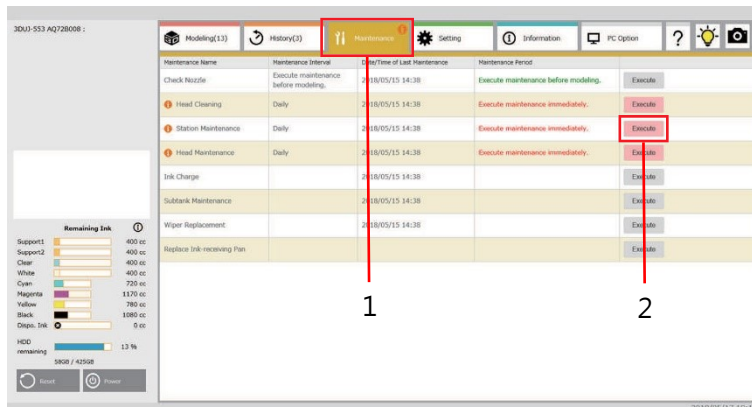 3DUJ-553 AQ728008 :
Modeling(13)
History(3)
Maintenance
Setting
Information
PC Option
?
Maintenance Name Maintenance Interval Date/Time of Last Maintenance Maintenance Period
Check Nozzle Execute maintenance before modeling. 2018/05/15 14:38 Execute maintenance before modeling. Execute
Head Cleaning Daily 2018/05/15 14:38 Execute maintenance immediately. Execute
Station Maintenance Daily 2018/05/15 14:38 Execute maintenance immediately. Execute
Head Maintenance Daily 2018/05/15 14:38 Execute maintenance immediately. Execute
Ink Charge 2018/05/15 14:38 Execute
Subtank Maintenance 2018/05/15 14:38 Execute
Wiper Replacement 2018/05/15 14:38 Execute
Replace Ink-receiving Pan 2018/05/15 14:38 Execute
Remaining Ink
Support1 400 cc
Support2 400 cc
Clear 400 cc
White 400 cc
Cyan 720 cc
Magenta 1170 cc
Yellow 780 cc
Black 1080 cc
Dispo. Ink 0 cc
HDD remaining 13 %
58GB / 425GB
Reset
Power
1
2